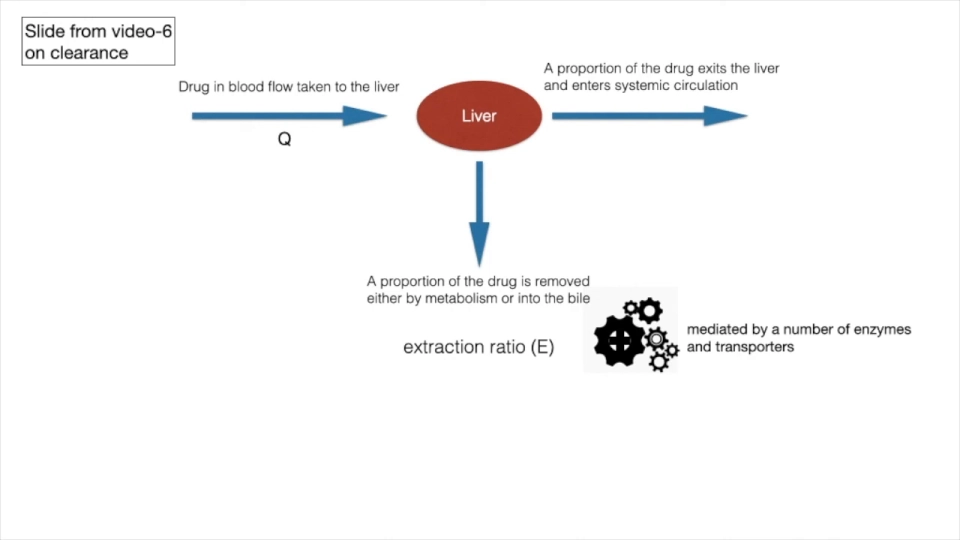 Slide from video-6
on clearance
A proportion of the drug exits the liver
and enters systemic circulation
Drug in blood flow taken to the liver
Liver
Q
A proportion of the drug is removed
either by metabolism or into the bile
mediated by a number of enzymes
and transporters
extraction ratio (E)